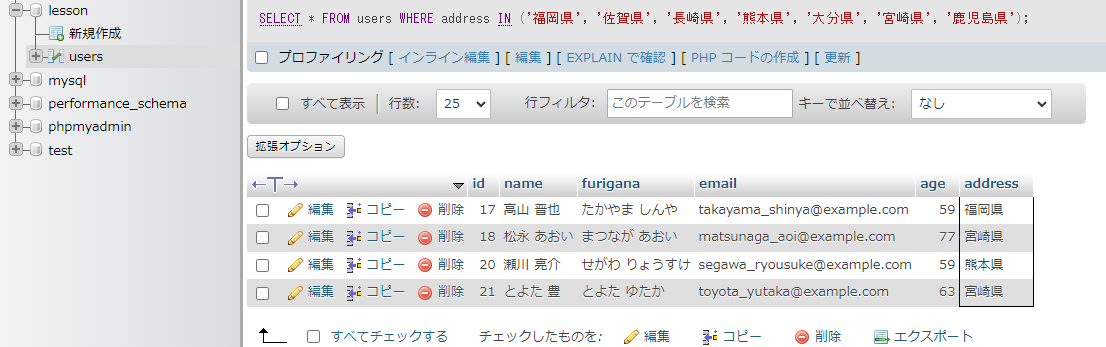 lesson
新規作成
users
mysql
performance_schema
phpmyadmin
test
SELECT * FROM users WHERE address IN ('福岡県', '佐賀県', '長崎県', '熊本県', '大分県', '宮崎県', '鹿児島県');
プロファイリング [ インライン編集 ] [ 編集 ] [ EXPLAIN で確認 ] [ PHP コードの作成 ] [ 更新 ]
すべて表示 行数: 25 行フィルタ: このテーブルを検索 キーで並べ替え: なし
拡張オプション
←T→ id name furigana email age address
編集 コピー 削除 17 高山 晋也 たかやま しんや takayama_shinya@example.com 59 福岡県
編集 コピー 削除 18 松永 あおい まつなが あおい matsunaga_aoi@example.com 77 宮崎県
編集 コピー 削除 20 瀬川 亮介 せがわ りょうすけ segawa_ryousuke@example.com 59 熊本県
編集 コピー 削除 21 とよた 豊 とよた ゆたか toyota_yutaka@example.com 63 宮崎県
すべてチェックする チェックしたものを: 編集 コピー 削除 エクスポート